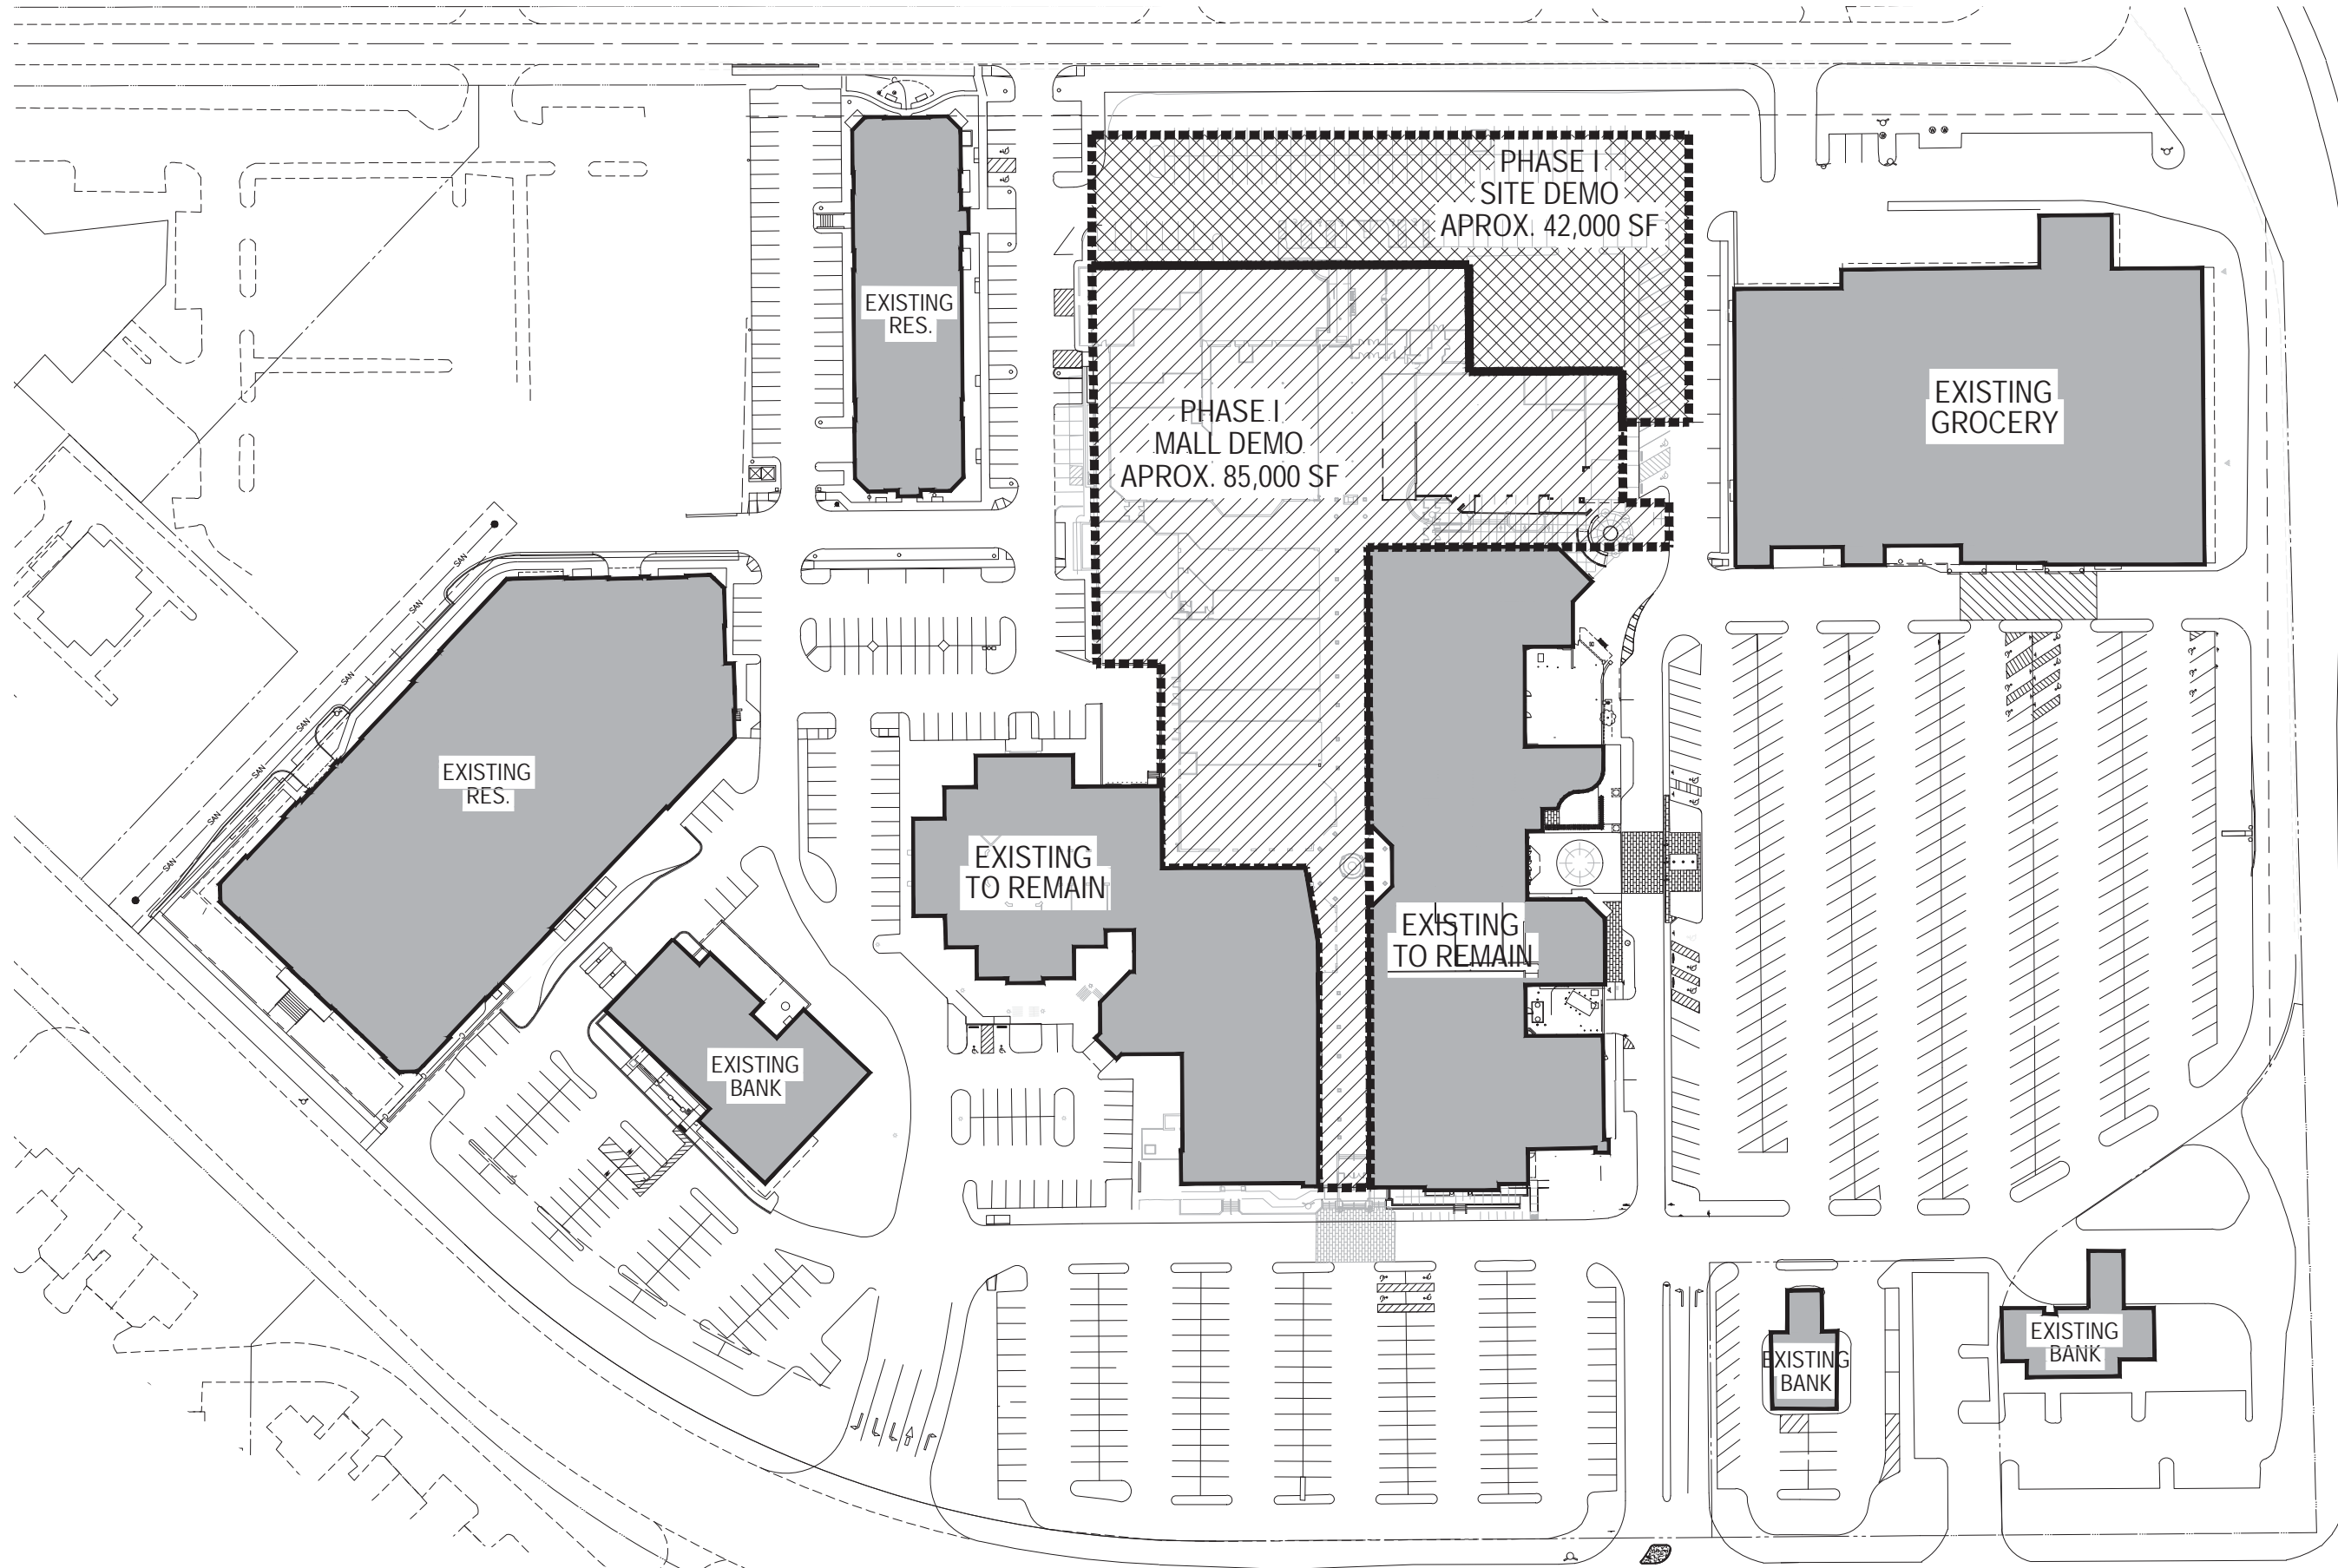 PHASE I
SITE DEMO
APROX. 42,000 SF
EXISTING
RES.
EXISTING
GROCERY
PHASE I
MALL DEMO
APROX. 85,000 SF
SAN
SAN
SAN
SAN
SAN
SAN
SAN
EXISTING
RES.
EXISTING
TO REMAIN
EXISTING
TO REMAIN
EXISTING
BANK
EXISTING
BANK
EXISTING
BANK